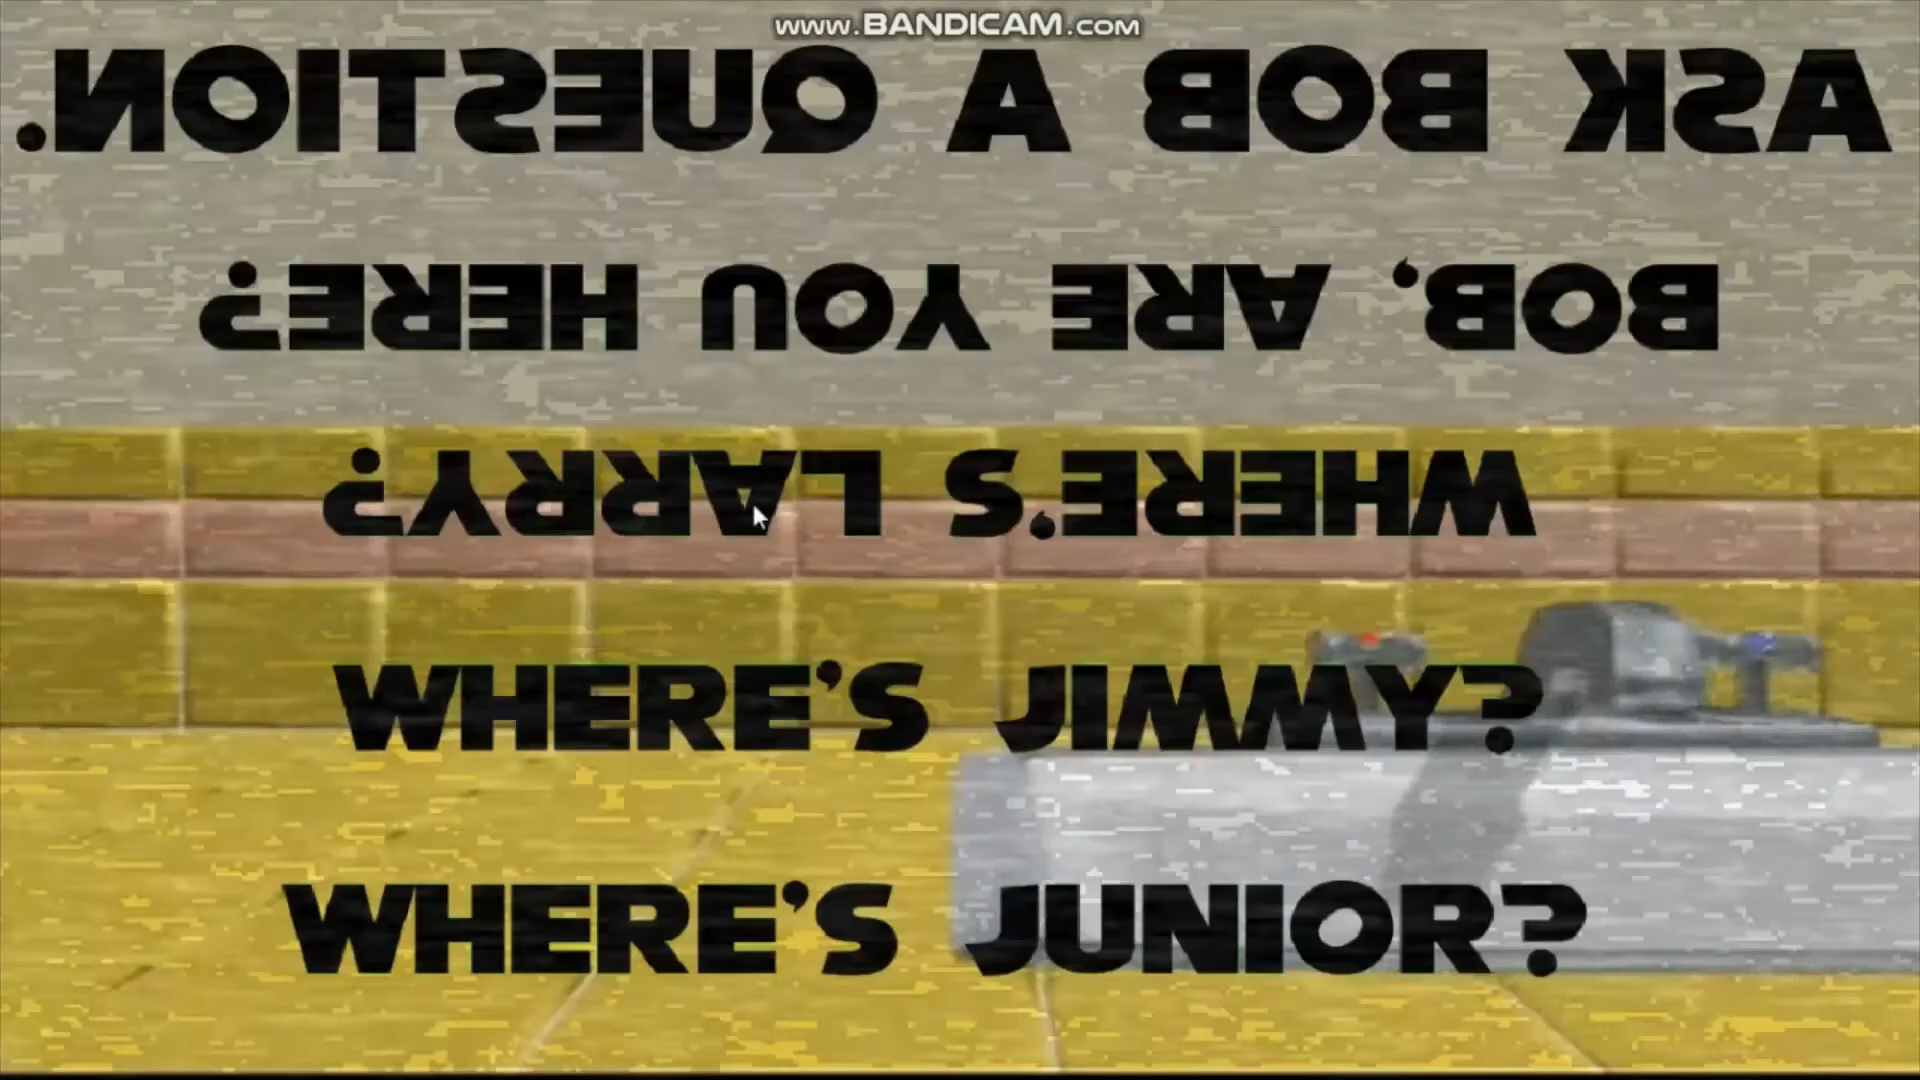 www.BANDICAM.com
ASK BOB A QUESTION.
BOB, ARE YOU HERE?
WHERE'S LARRY?
WHERE'S JIMMY?
WHERE'S JUNIOR?